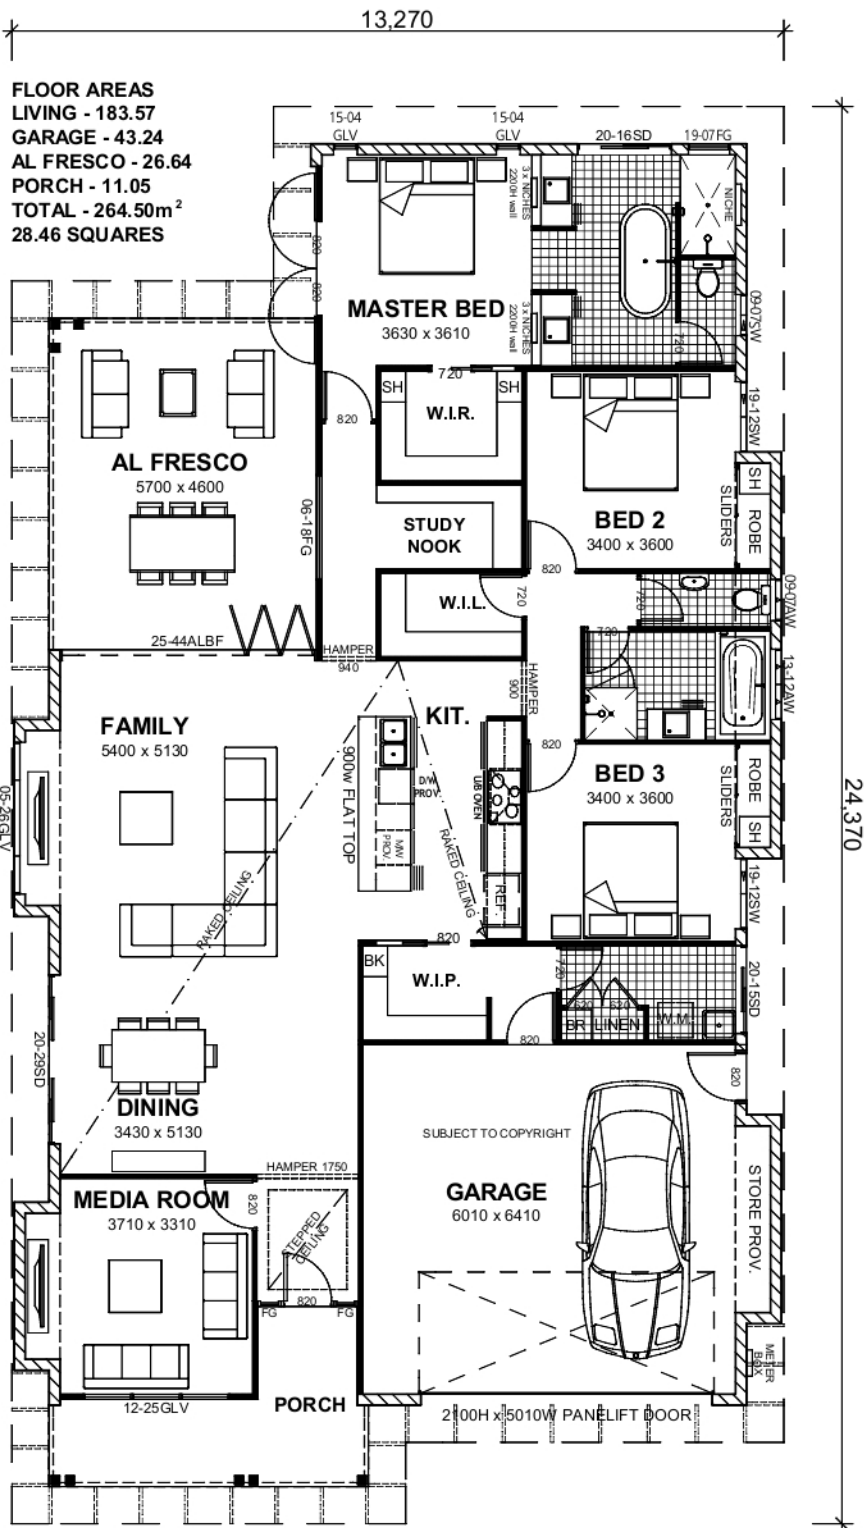 13,270
FLOOR AREAS
LIVING - 183.57
GARAGE - 43.24
AL FRESCO - 26.64
PORCH - 11.05
TOTAL - 264.50m²
28.46 SQUARES
15-04
GLV
15-04
GLV
20-16SD
19-07FG
3 x NICHES
2200H wall
NICHE
820
820
MASTER BED
3630 x 3610
3 x NICHES
2200H wall
720
09-07SW
720
SH
SH
W.I.R.
820
19-12SW
AL FRESCO
5700 x 4600
06-18FG
STUDY
NOOK
BED 2
3400 x 3600
SLIDERS
SH
ROBE
820
W.I.L.
720
720
09-07AW
720
25-44ALBF
HAMPER
940
HAMPER
900
13-12AW
FAMILY
5400 x 5130
KIT.
820
BED 3
3400 x 3600
SLIDERS
ROBE
SH
900w FLAT TOP
D/W
PROV.
U/B OVEN
M/W
PROV.
RAKED CEILING
REF.
05-26GLV
24,370
19-12SW
RAKED CEILING
820
BK
W.I.P.
720
620
620
BR
LINEN
W.M.
20-15SD
820
20-29SD
820
DINING
3430 x 5130
SUBJECT TO COPYRIGHT
HAMPER 1750
MEDIA ROOM
3710 x 3310
820
STEPPED
CEILING
GARAGE
6010 x 6410
STORE PROV.
820
FG
FG
METER
BOX
12-25GLV
PORCH
2100H x 5010W PANELIFT DOOR